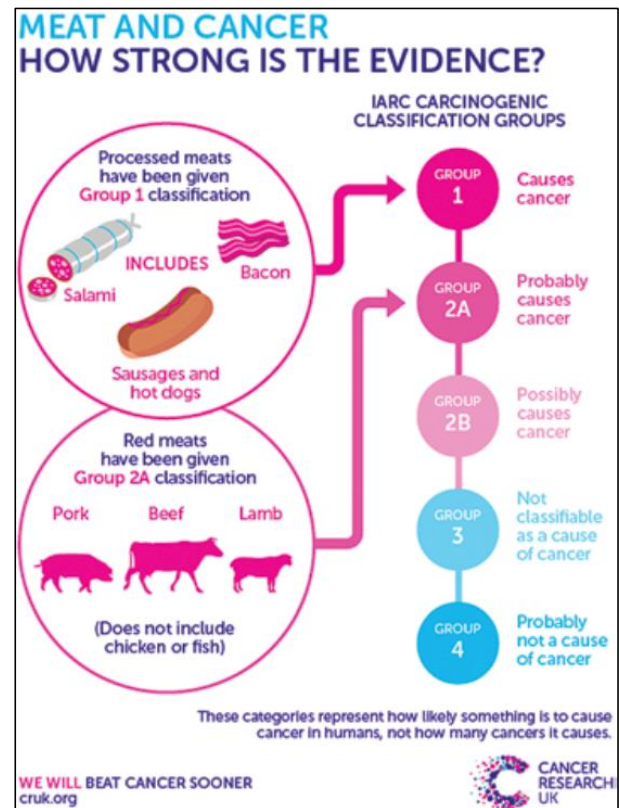 MEAT AND CANCER
HOW STRONG IS THE EVIDENCE?
IARC CARCINOGENIC
CLASSIFICATION GROUPS
Processed meats
have been given
Group 1 classification
INCLUDES
Salami
Bacon
Sausages and
hot dogs
Red meats
have been given
Group 2A classification
Pork
Beef
Lamb
(Does not include
chicken or fish)
GROUP
1
Causes
cancer
GROUP
2A
Probably
causes
cancer
GROUP
2B
Possibly
causes
cancer
GROUP
3
Not
classifiable
as a cause
of cancer
GROUP
4
Probably
not a cause
of cancer
These categories represent how likely something is to cause
cancer in humans, not how many cancers it causes.
WE WILL BEAT CANCER SOONER
cruk.org
CANCER
RESEARCH
UK